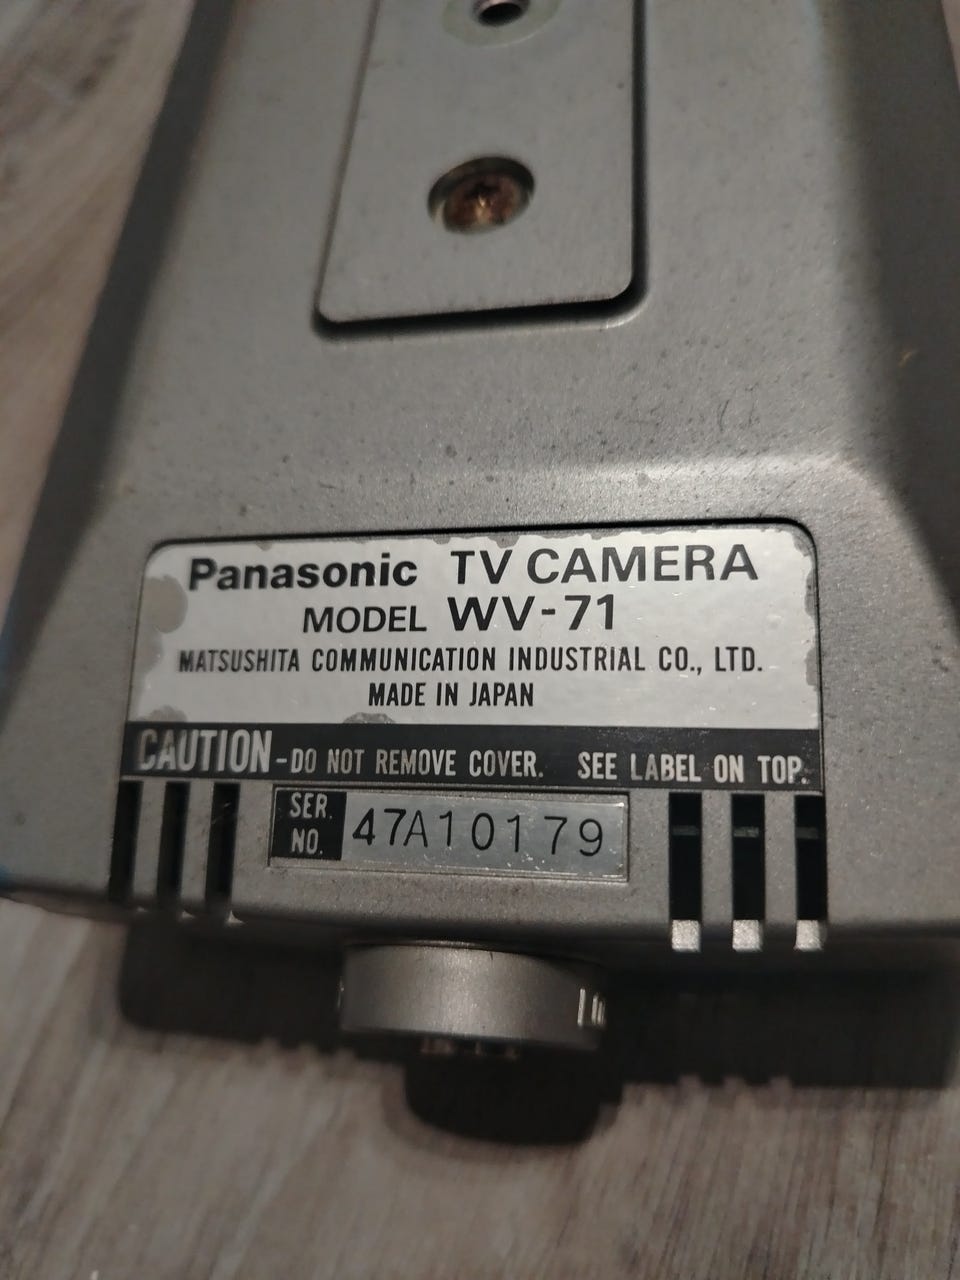 Panasonic TV CAMERA
MODEL WV-71
MATSUSHITA COMMUNICATION INDUSTRIAL CO., LTD.
MADE IN JAPAN
CAUTION-DO NOT REMOVE COVER. SEE LABEL ON TOP.
SER. NO. 47A10179